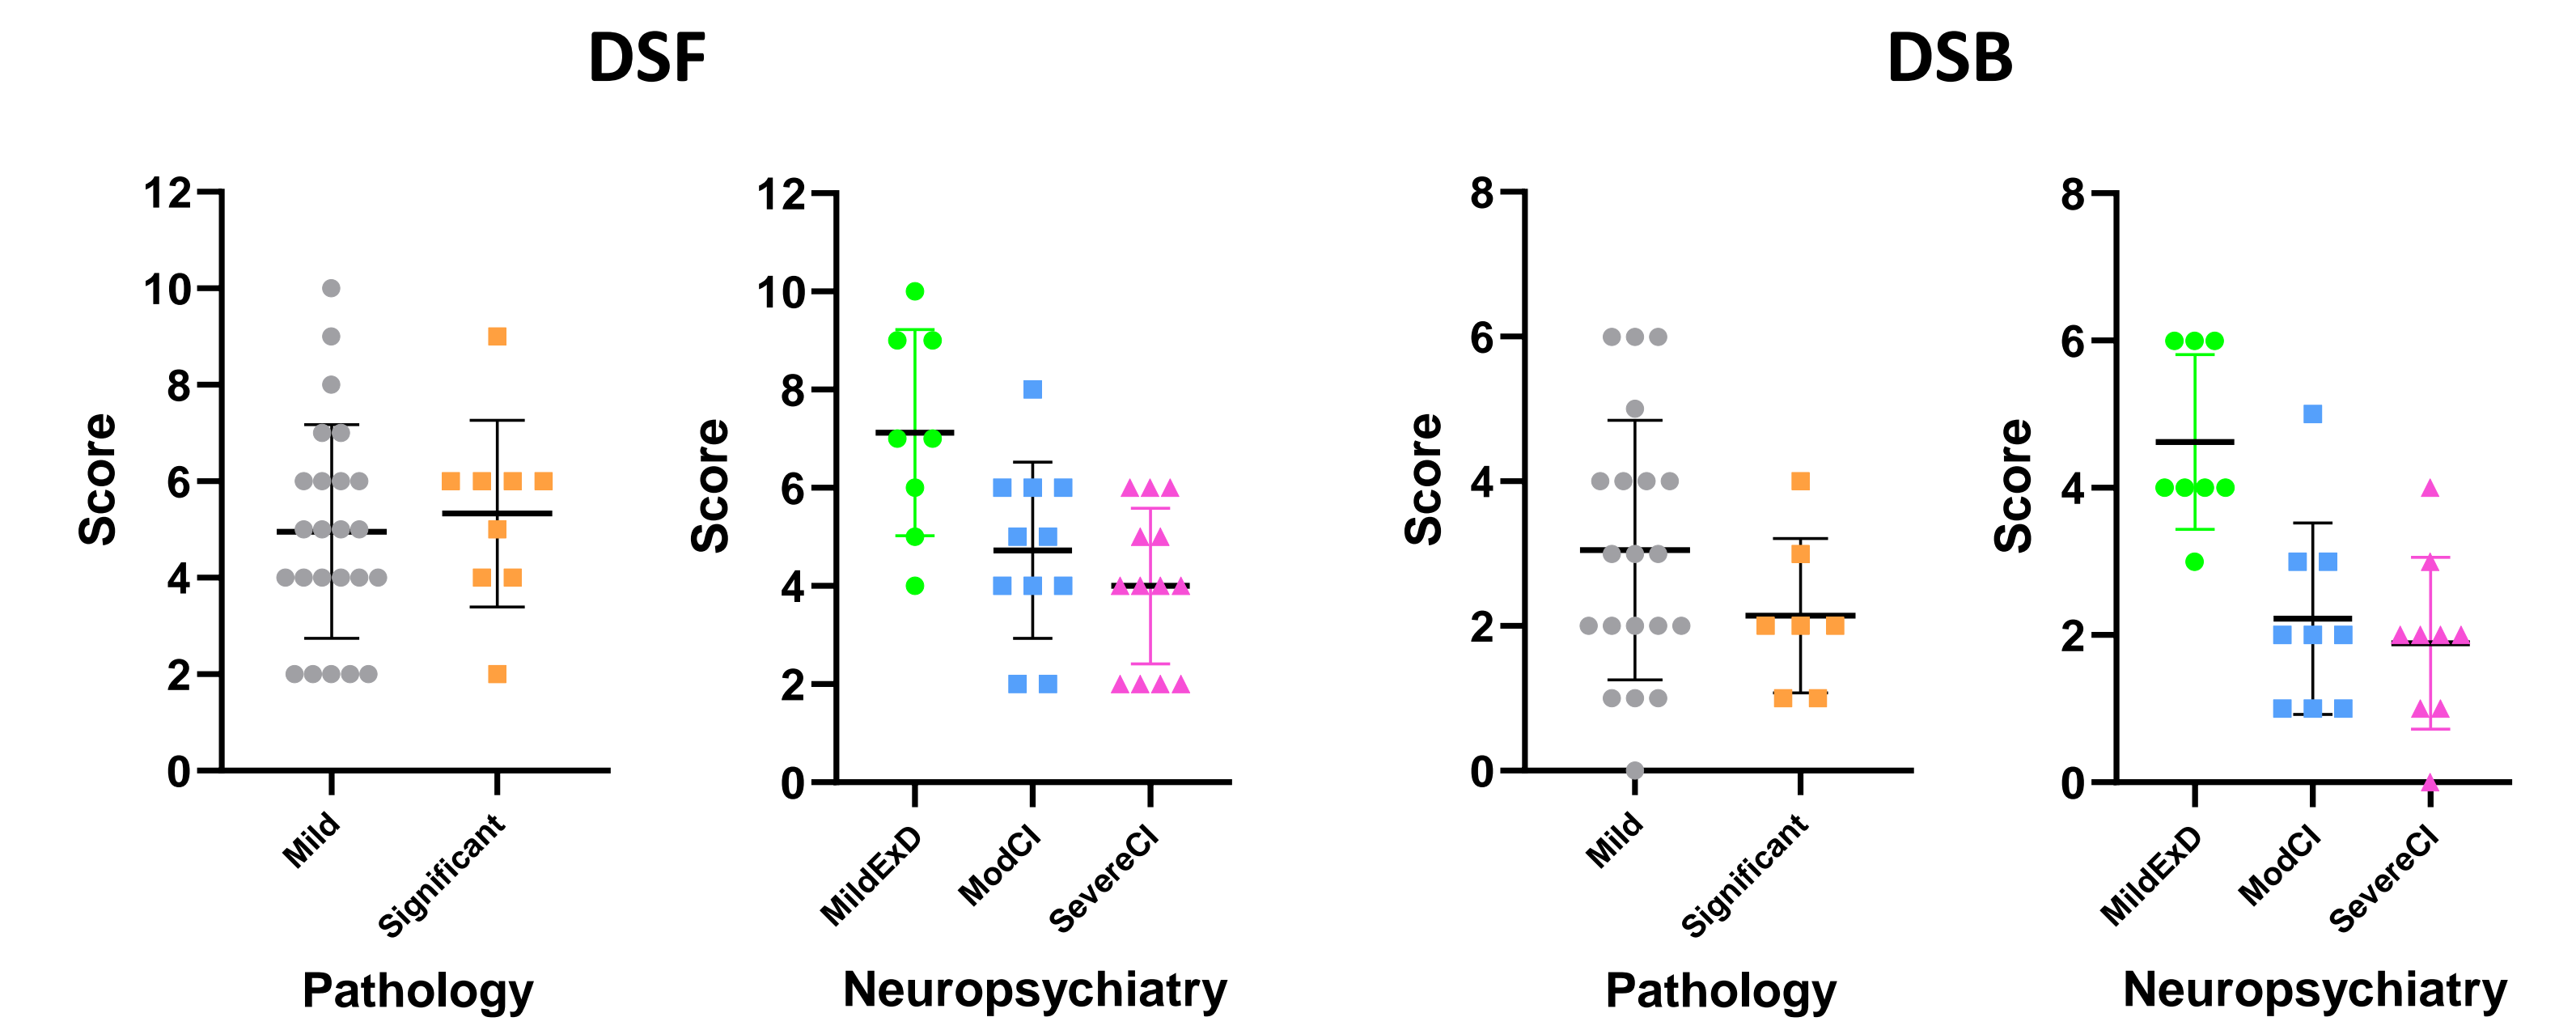 DSF
DSB
12
10
8
6
4
2
0
Score
Mild
Significant
Pathology
12
10
8
6
4
2
0
Score
MildExD
ModCI
SevereCI
Neuropsychiatry
8
6
4
2
0
Score
Mild
Significant
Pathology
8
6
4
2
0
Score
MildExD
ModCI
SevereCI
Neuropsychiatry